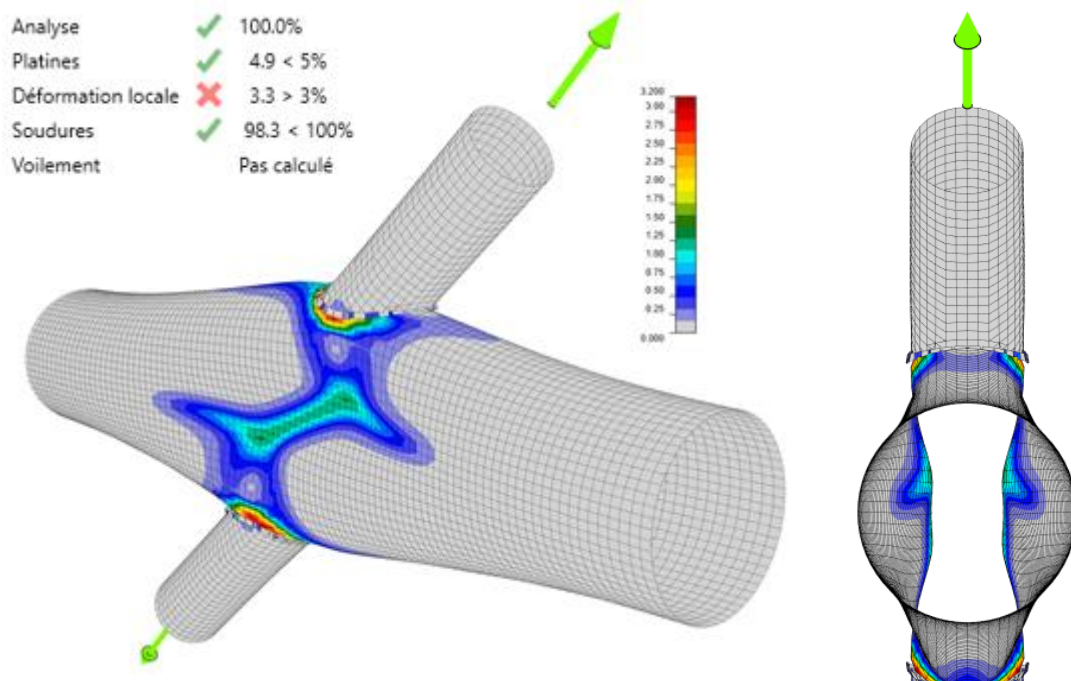 Analyse 100.0%
Platines 4.9 < 5%
Déformation locale 3.3 > 3%
Soudures 98.3 < 100%
Voilement Pas calculé
3.200
3.00
2.75
2.50
2.25
2.00
1.75
1.50
1.25
1.00
0.75
0.50
0.25
0.000